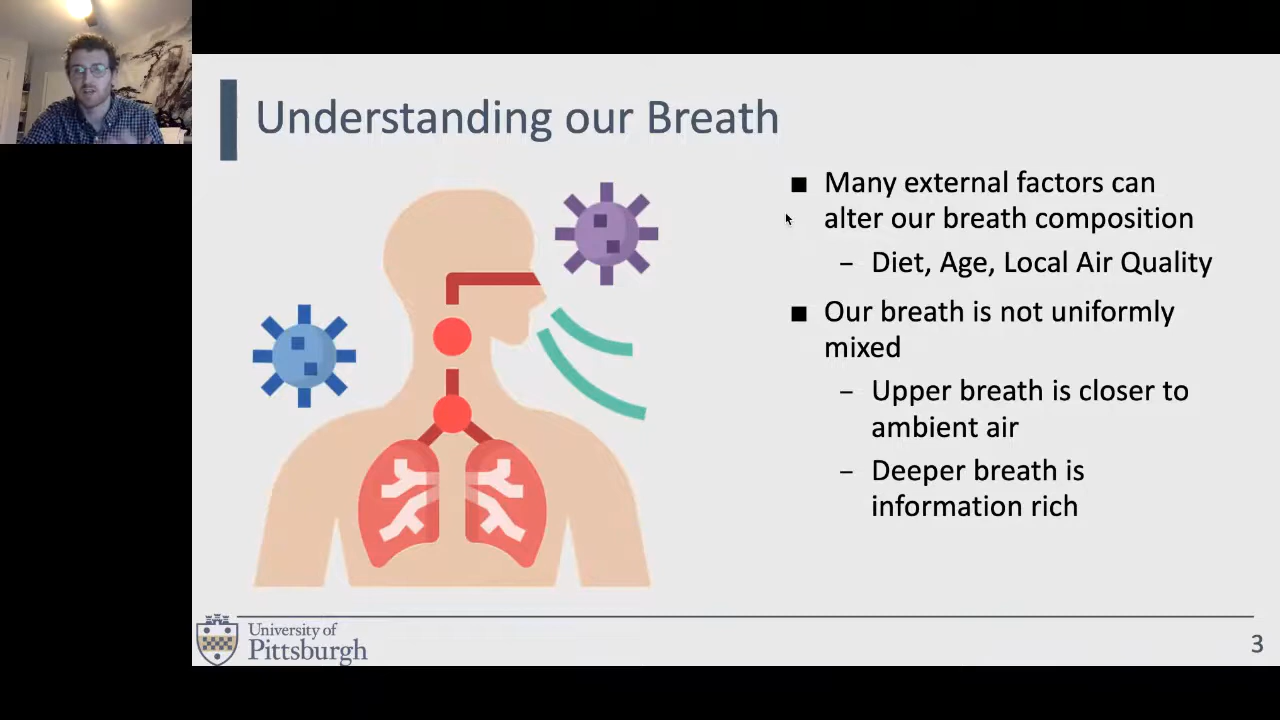 Understanding our Breath
■ Many external factors can
alter our breath composition
– Diet, Age, Local Air Quality
■ Our breath is not uniformly
mixed
– Upper breath is closer to
ambient air
– Deeper breath is
information rich
University of
Pittsburgh
3